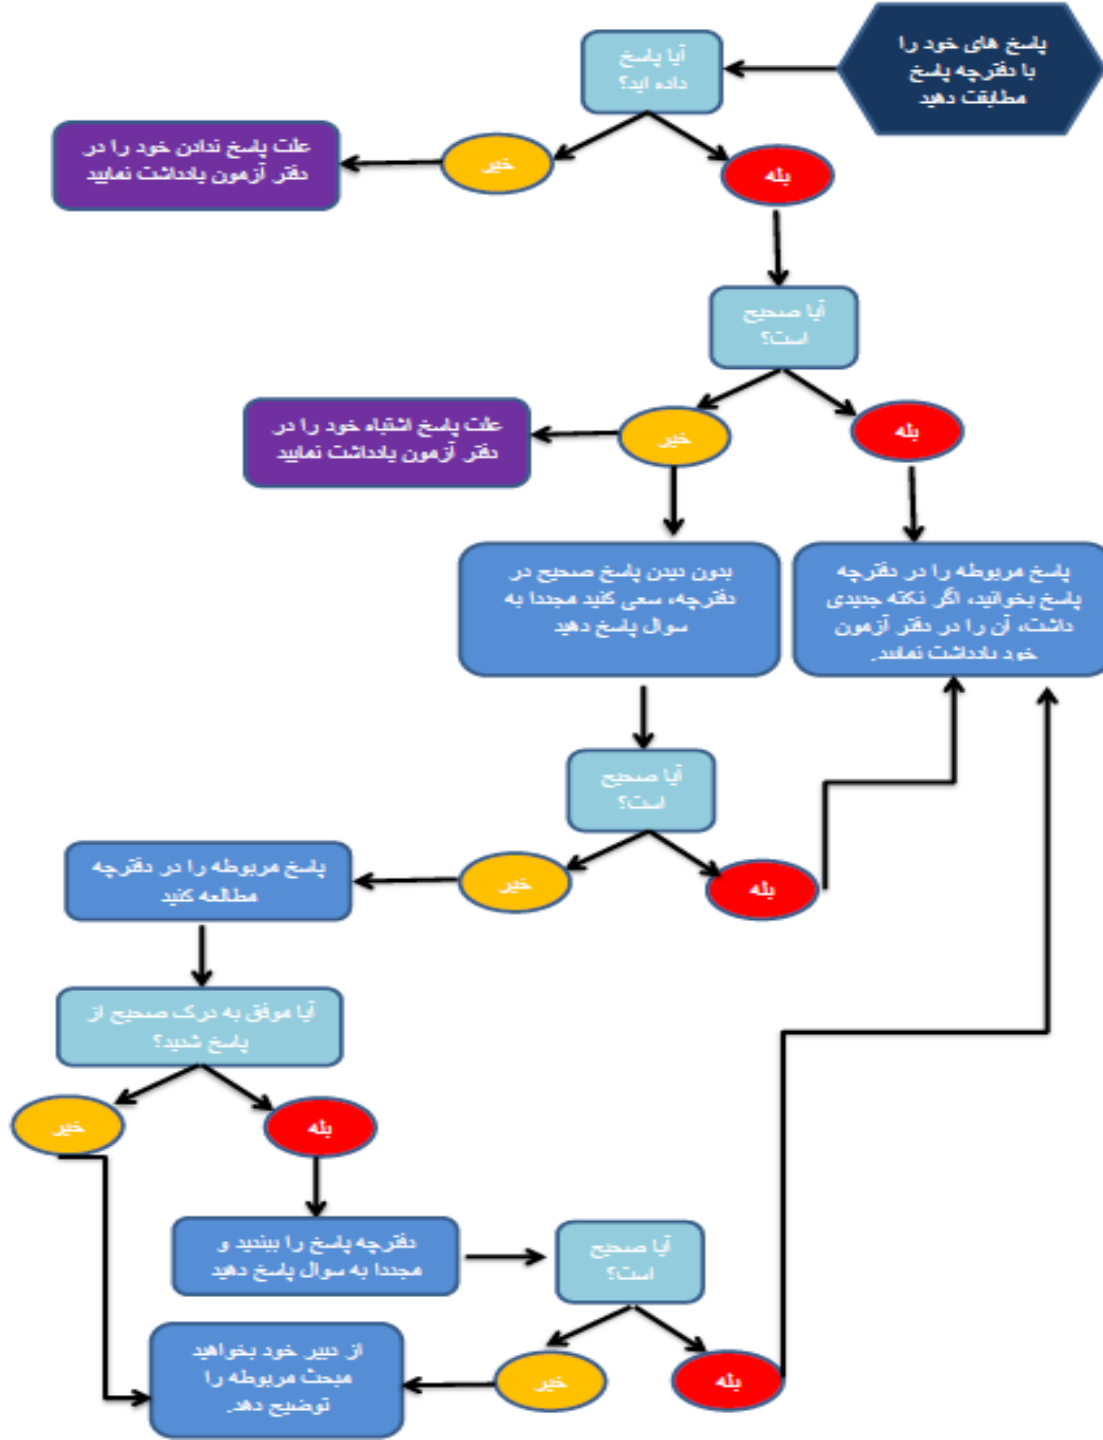 پاسخ های خود را
با دفترچه پاسخ
مطابقت دهید
آیا پاسخ
داده اید؟
خیر
بله
علت پاسخ ندادن خود را در
دفتر آزمون یادداشت نمایید
آیا صحیح
است؟
خیر
بله
علت پاسخ اشتباه خود را در
دفتر آزمون یادداشت نمایید
پاسخ مربوطه را در دفترچه
پاسخ بخوانید، اگر نکته جدیدی
داشت، آن را در دفتر آزمون
خود یادداشت نمایید.
بدون دیدن پاسخ صحیح در
دفترچه، سعی کنید مجددا به
سوال پاسخ دهید
آیا صحیح
است؟
خیر
بله
پاسخ مربوطه را در دفترچه
مطالعه کنید
آیا موفق به درک صحیح از
پاسخ شدید؟
خیر
بله
دفترچه پاسخ را ببندید و
مجددا به سوال پاسخ دهید
آیا صحیح
است؟
خیر
بله
از دبیر خود بخواهید
مبحث مربوطه را
توضیح دهد.